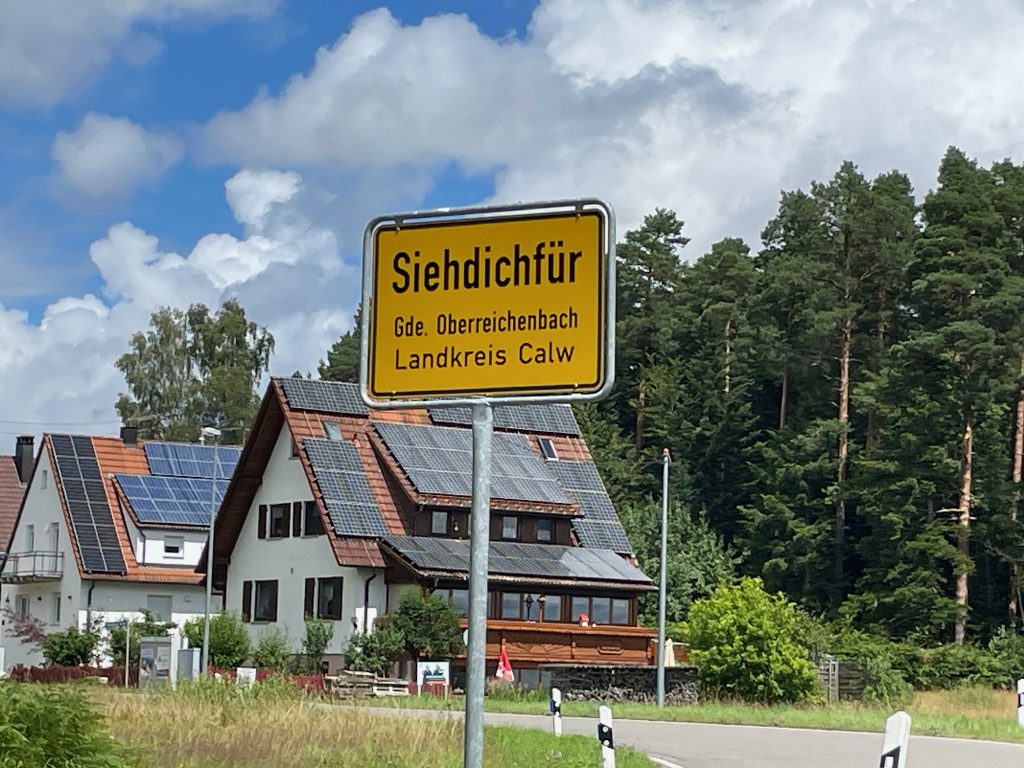 Siehdichfür
Gde. Oberreichenbach
Landkreis Calw